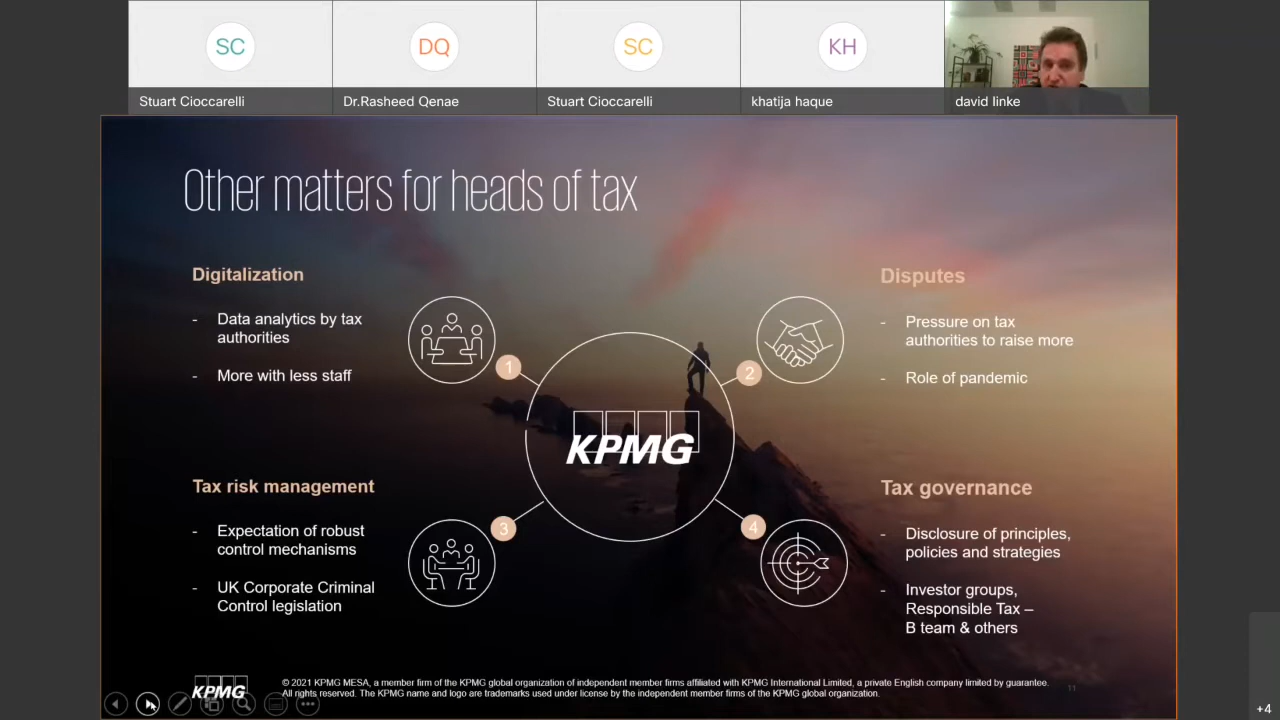 SC
DQ
SC
KH
Stuart Cioccarelli
Dr.Rasheed Qenae
Stuart Cioccarelli
khatija haque
david linke
Other matters for heads of tax
Digitalization
- Data analytics by tax
authorities
- More with less staff
1
Disputes
- Pressure on tax
authorities to raise more
- Role of pandemic
2
KPMG
Tax risk management
- Expectation of robust
control mechanisms
- UK Corporate Criminal
Control legislation
3
Tax governance
- Disclosure of principles,
policies and strategies
- Investor groups,
Responsible Tax –
B team & others
4
KPMG
© 2021 KPMG MESA, a member firm of the KPMG global organization of independent member firms affiliated with KPMG International Limited, a private English company limited by guarantee.
All rights reserved. The KPMG name and logo are trademarks used under license by the independent member firms of the KPMG global organization.
11
+4